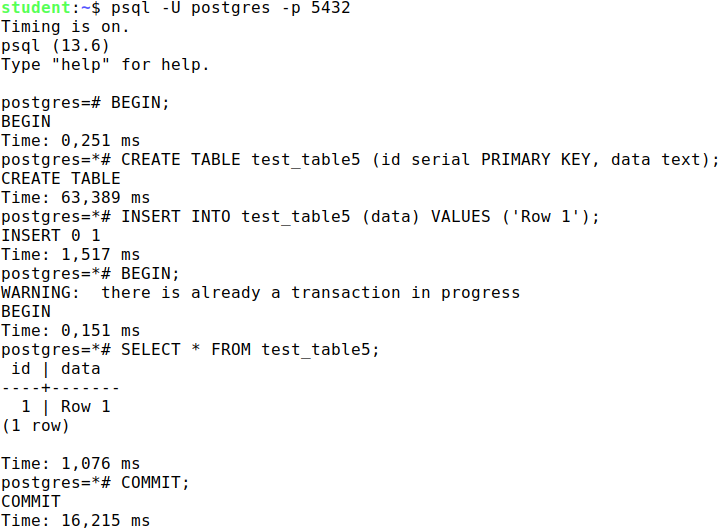 student:~$ psql -U postgres -p 5432
Timing is on.
psql (13.6)
Type "help" for help.

postgres=# BEGIN;
BEGIN
Time: 0,251 ms
postgres=*# CREATE TABLE test_table5 (id serial PRIMARY KEY, data text);
CREATE TABLE
Time: 63,389 ms
postgres=*# INSERT INTO test_table5 (data) VALUES ('Row 1');
INSERT 0 1
Time: 1,517 ms
postgres=*# BEGIN;
WARNING:  there is already a transaction in progress
BEGIN
Time: 0,151 ms
postgres=*# SELECT * FROM test_table5;
 id | data
----+-------
  1 | Row 1
(1 row)

Time: 1,076 ms
postgres=*# COMMIT;
COMMIT
Time: 16,215 ms